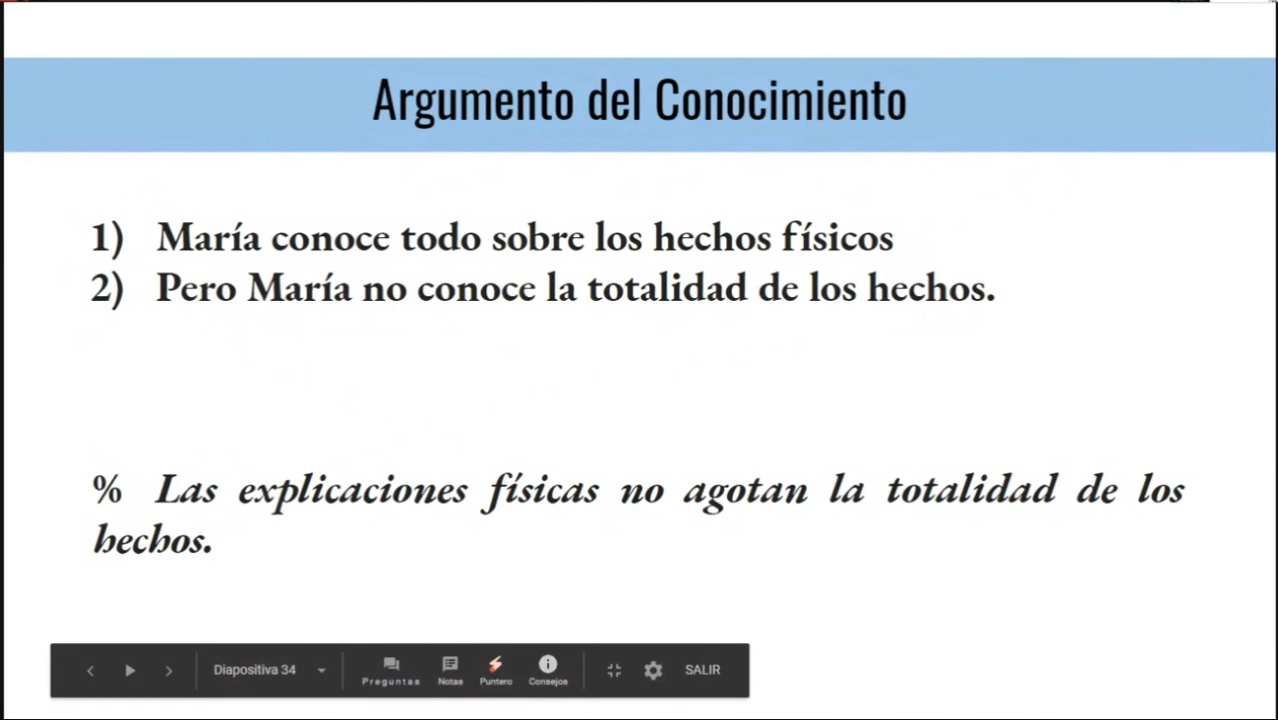 Argumento del Conocimiento
1) María conoce todo sobre los hechos físicos
2) Pero María no conoce la totalidad de los hechos.
% Las explicaciones físicas no agotan la totalidad de los
hechos.
Diapositiva 34 Preguntas Notas Puntero Consejos SALIR